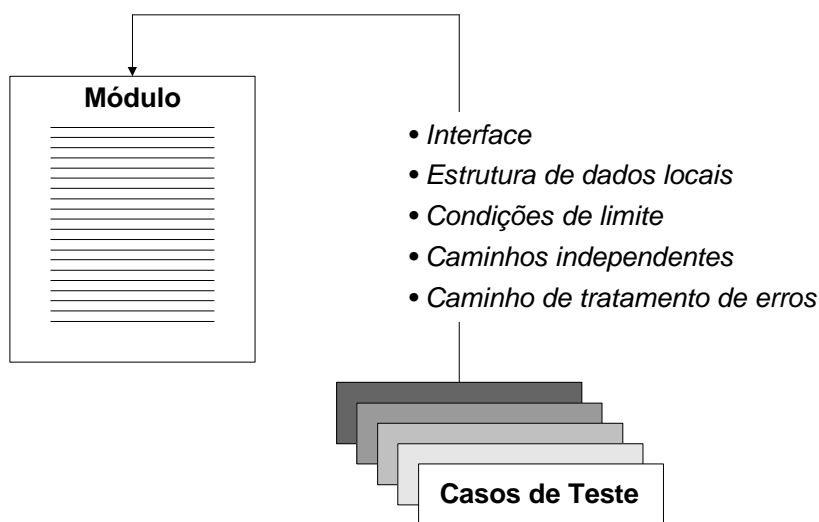 Módulo
• Interface
• Estrutura de dados locais
• Condições de limite
• Caminhos independentes
• Caminho de tratamento de erros
Casos de Teste